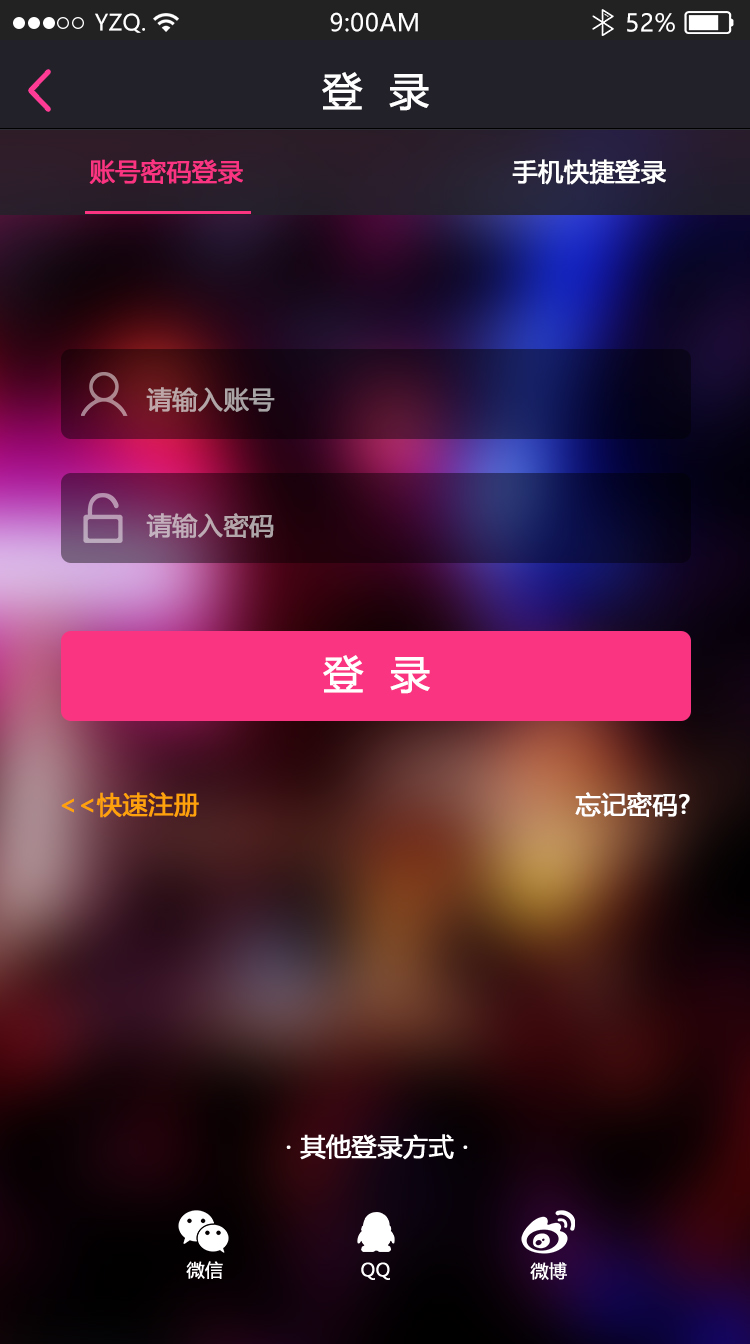 YZQ. 9:00AM 52%
登 录
账号密码登录 手机快捷登录
请输入账号
请输入密码
登 录
<<快速注册 忘记密码?
· 其他登录方式 ·
微信 QQ 微博